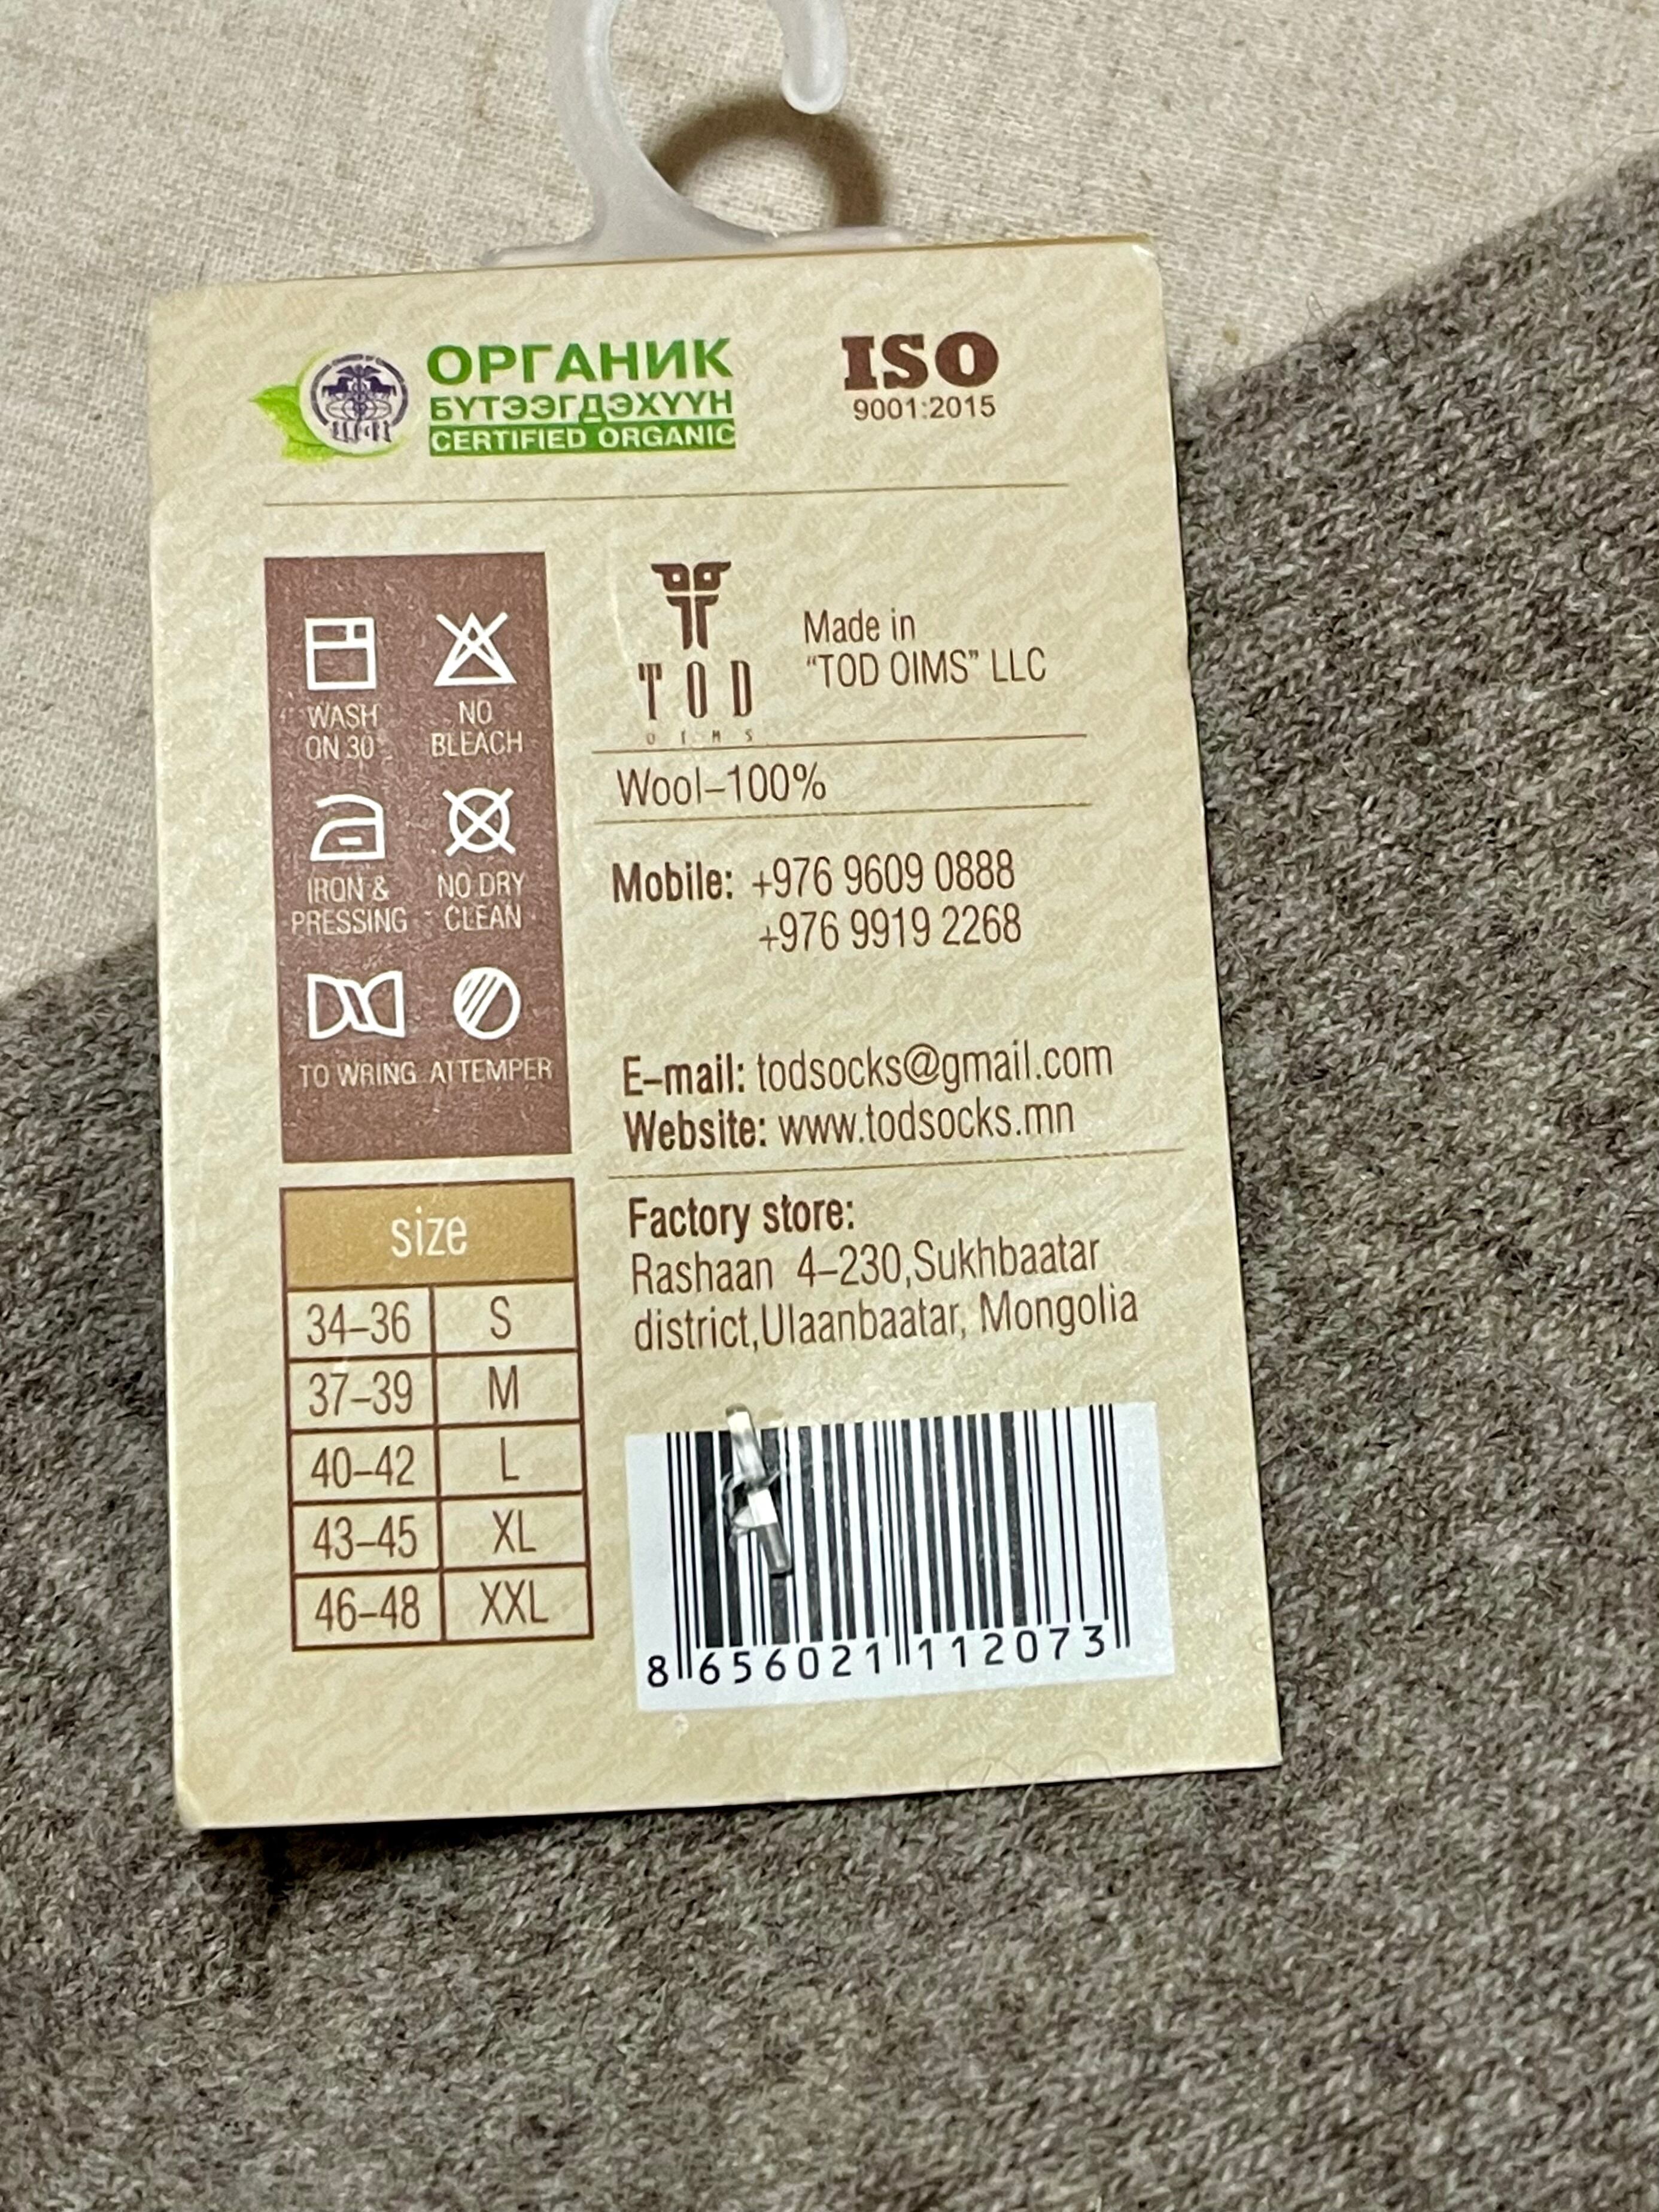 ОРГАНИК
БҮТЭЭГДЭХҮҮН
CERTIFIED ORGANIC
ISO
9001:2015
WASH
ON 30°
NO
BLEACH
IRON &
PRESSING
NO DRY
CLEAN
TO WRING
ATTEMPER
TOD
OIMS
Made in
“TOD OIMS” LLC
Wool–100%
Mobile: +976 9609 0888
+976 9919 2268
E–mail: todsocks@gmail.com
Website: www.todsocks.mn
size
34–36 S
37–39 M
40–42 L
43–45 XL
46–48 XXL
Factory store:
Rashaan 4–230,Sukhbaatar
district,Ulaanbaatar, Mongolia
8 656021 112073